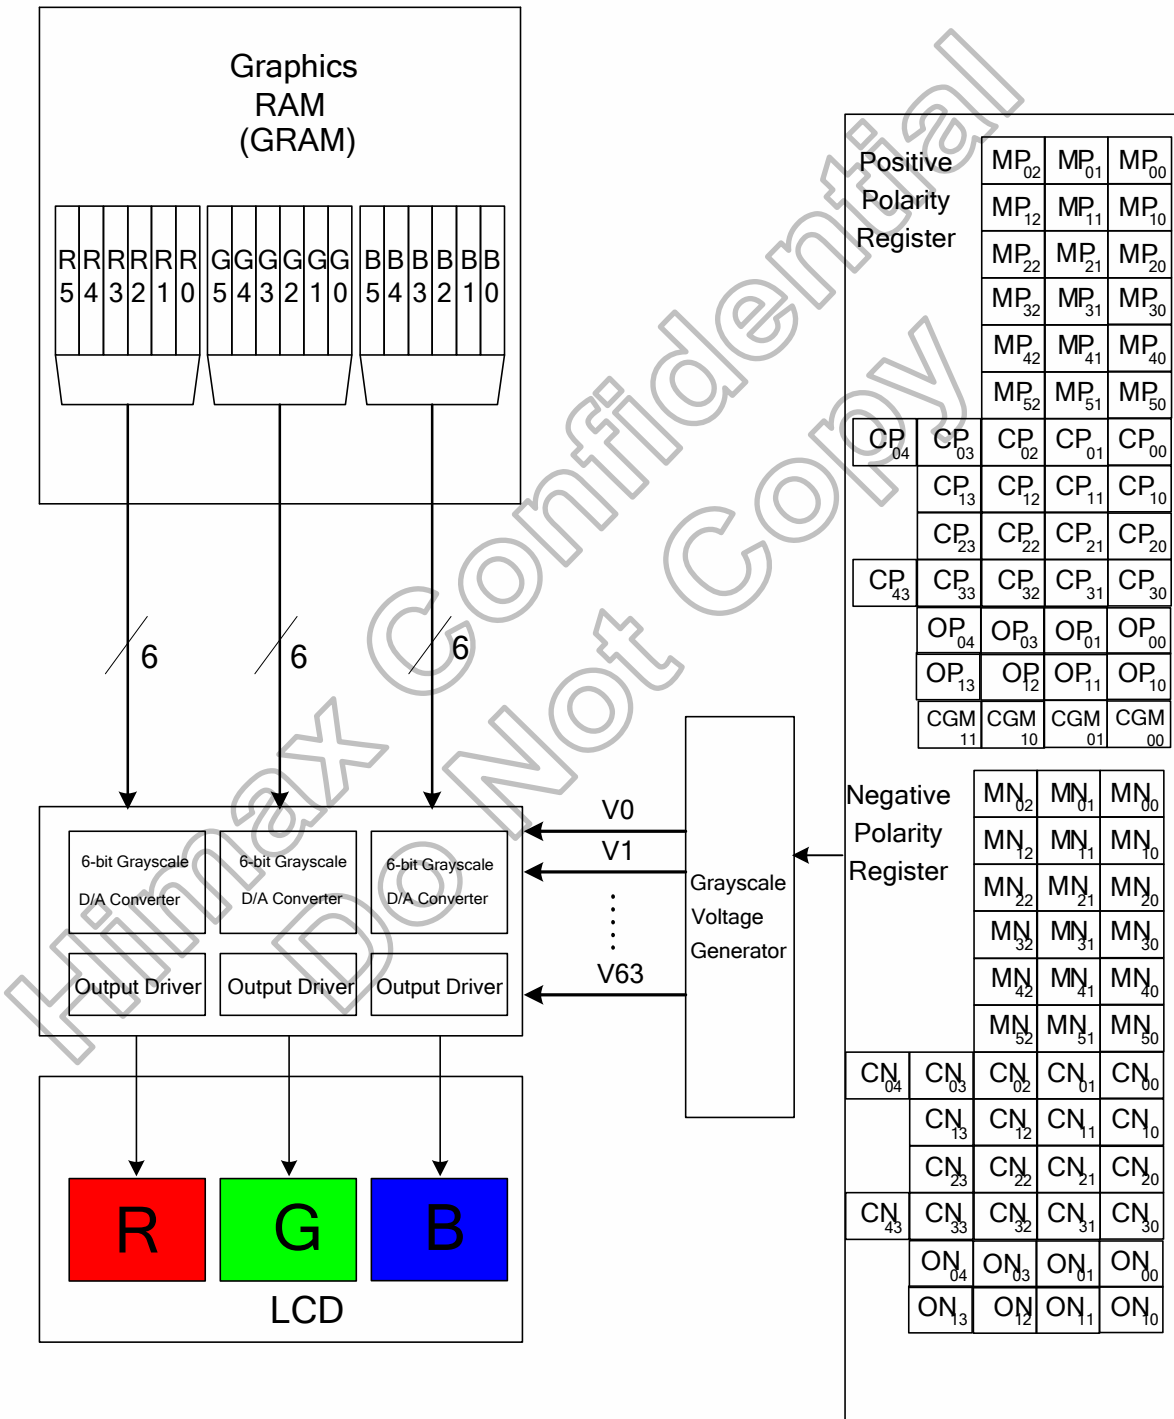 Graphics
RAM
(GRAM)
R5 R4 R3 R2 R1 R0 G5 G4 G3 G2 G1 G0 B5 B4 B3 B2 B1 B0
6 6 6
6-bit Grayscale
D/A Converter
6-bit Grayscale
D/A Converter
6-bit Grayscale
D/A Converter
Output Driver Output Driver Output Driver
R G B
LCD
V0
V1
V63
Grayscale
Voltage
Generator
Positive
Polarity
Register
MP02 MP01 MP00
MP12 MP11 MP10
MP22 MP21 MP20
MP32 MP31 MP30
MP42 MP41 MP40
MP52 MP51 MP50
CP04 CP03 CP02 CP01 CP00
CP13 CP12 CP11 CP10
CP23 CP22 CP21 CP20
CP43 CP33 CP32 CP31 CP30
OP04 OP03 OP01 OP00
OP13 OP12 OP11 OP10
CGM11 CGM10 CGM01 CGM00
Negative
Polarity
Register
MN02 MN01 MN00
MN12 MN11 MN10
MN22 MN21 MN20
MN32 MN31 MN30
MN42 MN41 MN40
MN52 MN51 MN50
CN04 CN03 CN02 CN01 CN00
CN13 CN12 CN11 CN10
CN23 CN22 CN21 CN20
CN43 CN33 CN32 CN31 CN30
ON04 ON03 ON01 ON00
ON13 ON12 ON11 ON10
Himax Confidential
Do Not Copy